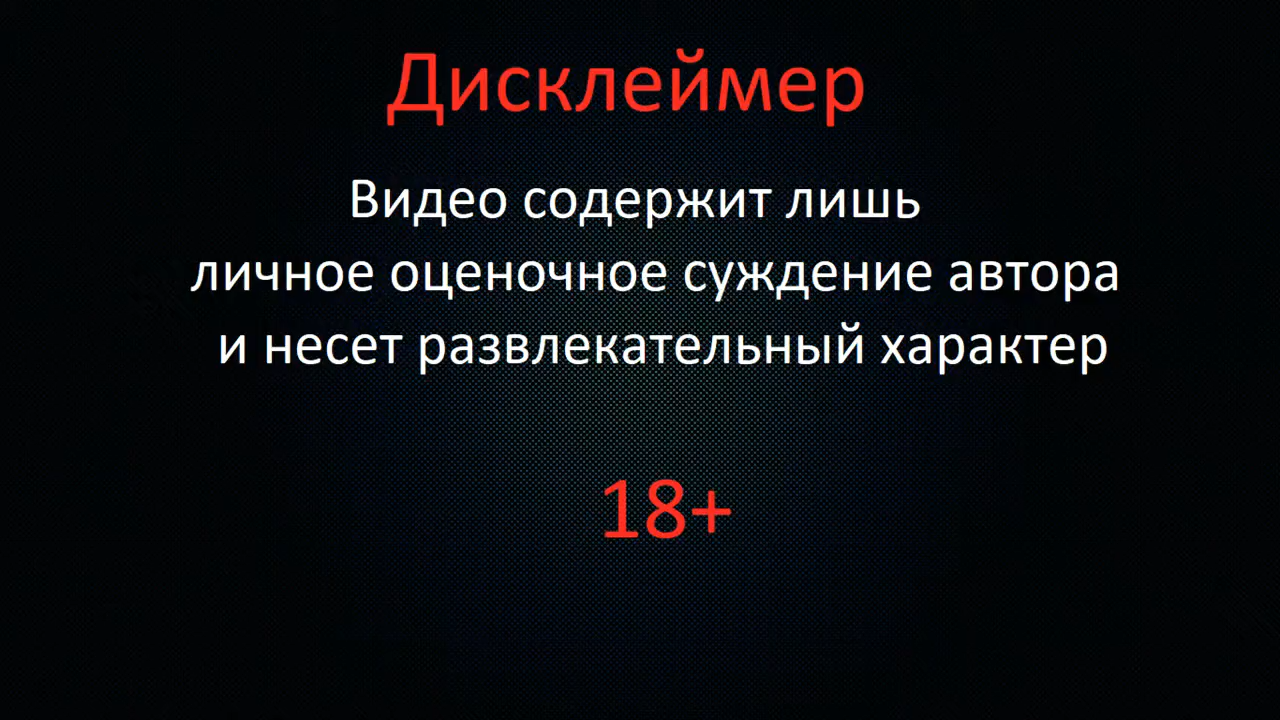 Дисклеймер
Видео содержит лишь
личное оценочное суждение автора
и несет развлекательный характер
18+